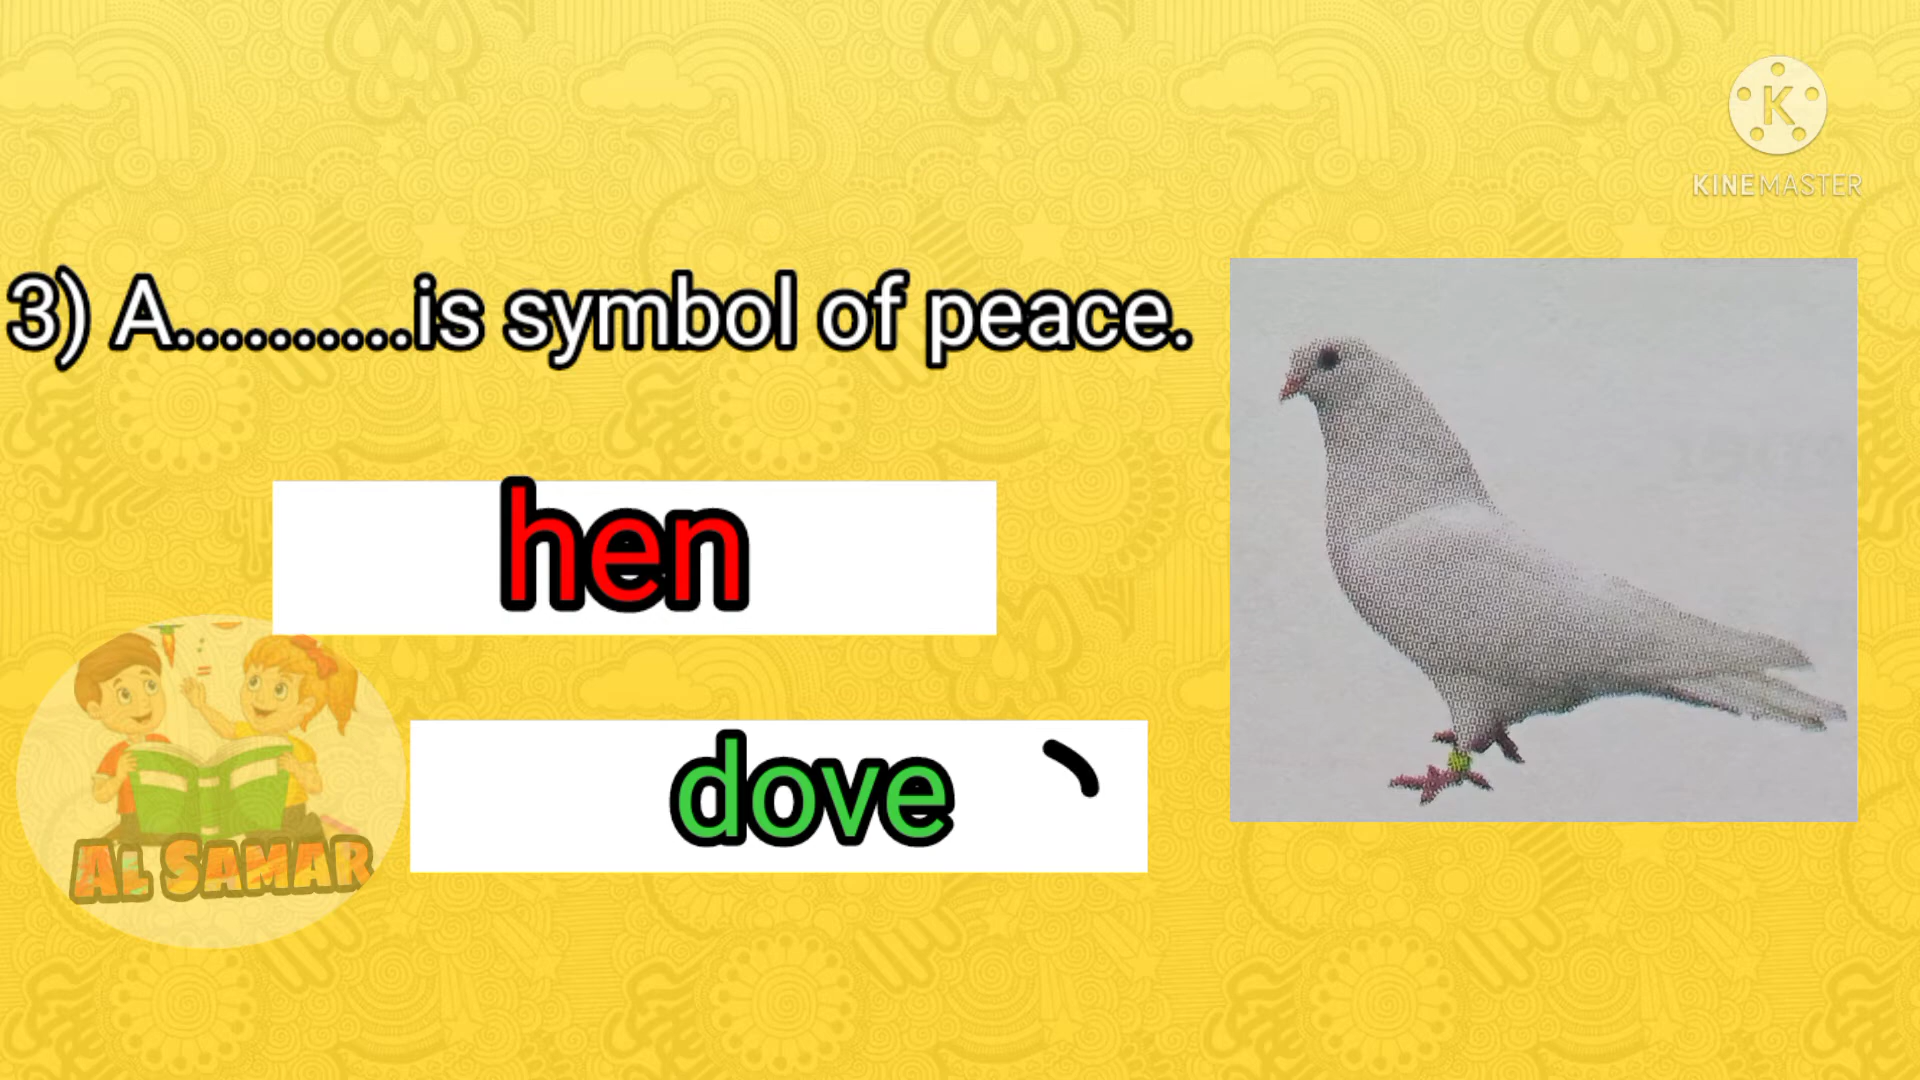 KINEMASTER
3) A..........is symbol of peace.
hen
dove
AL SAMAR